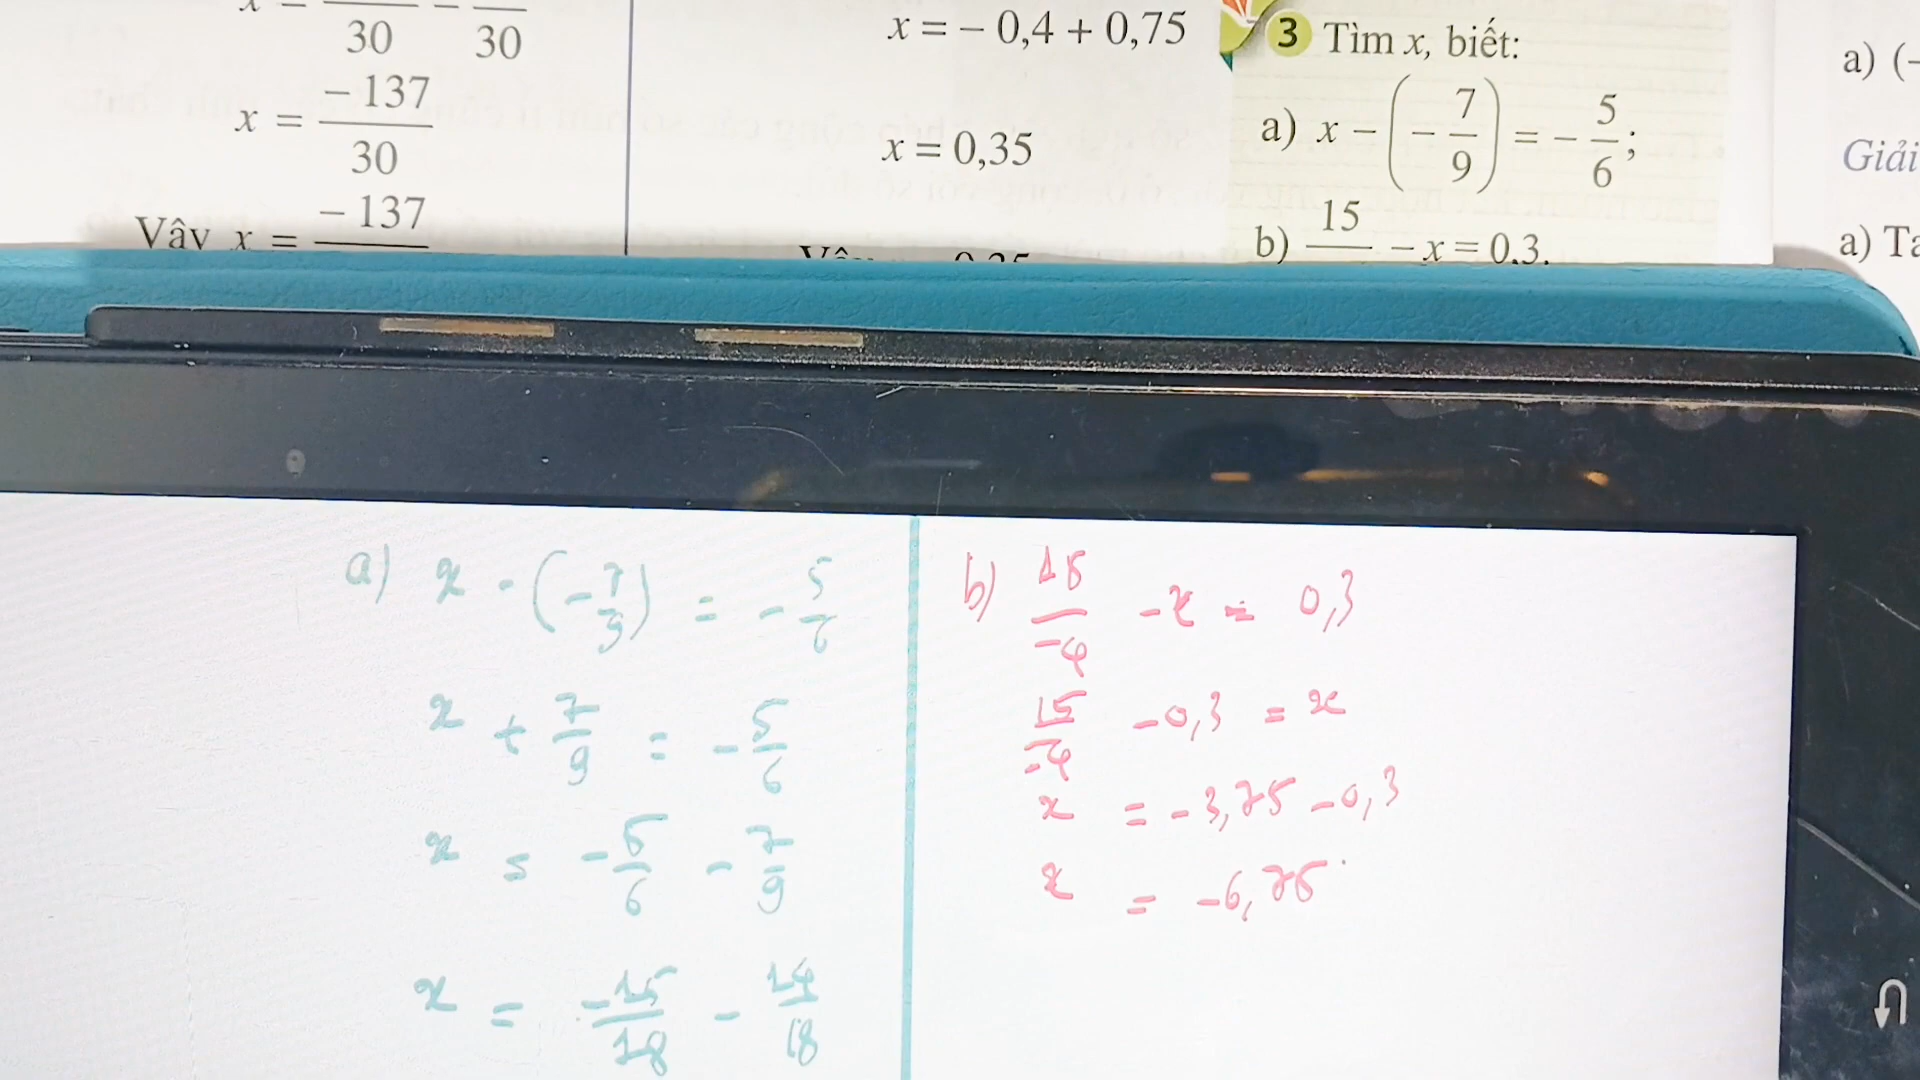 30 30
x = -137/30
Vậy x = -137
x = – 0,4 + 0,75
x = 0,35
3 Tìm x, biết:
a) x – (– 7/9) = – 5/6;
b) 15 – x = 0,3.
a) (-
Giải
a)
a) x - (-7/9) = -5/6
x + 7/9 = -5/6
x = -5/6 - 7/9
x = -15/18 - 14/18
b) 15/-4 - x = 0,3
15/-4 - 0,3 = x
x = -3,75 - 0,3
x = -6,75